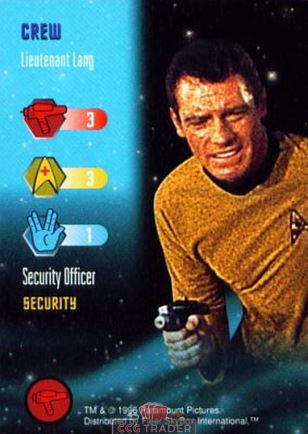 CREW
Lieutenant Lang
3
3
1
Security Officer
SECURITY
TM & © 1996 Paramount Pictures.
Distributed by Fleer/SkyBox International.™
CCG TRADER